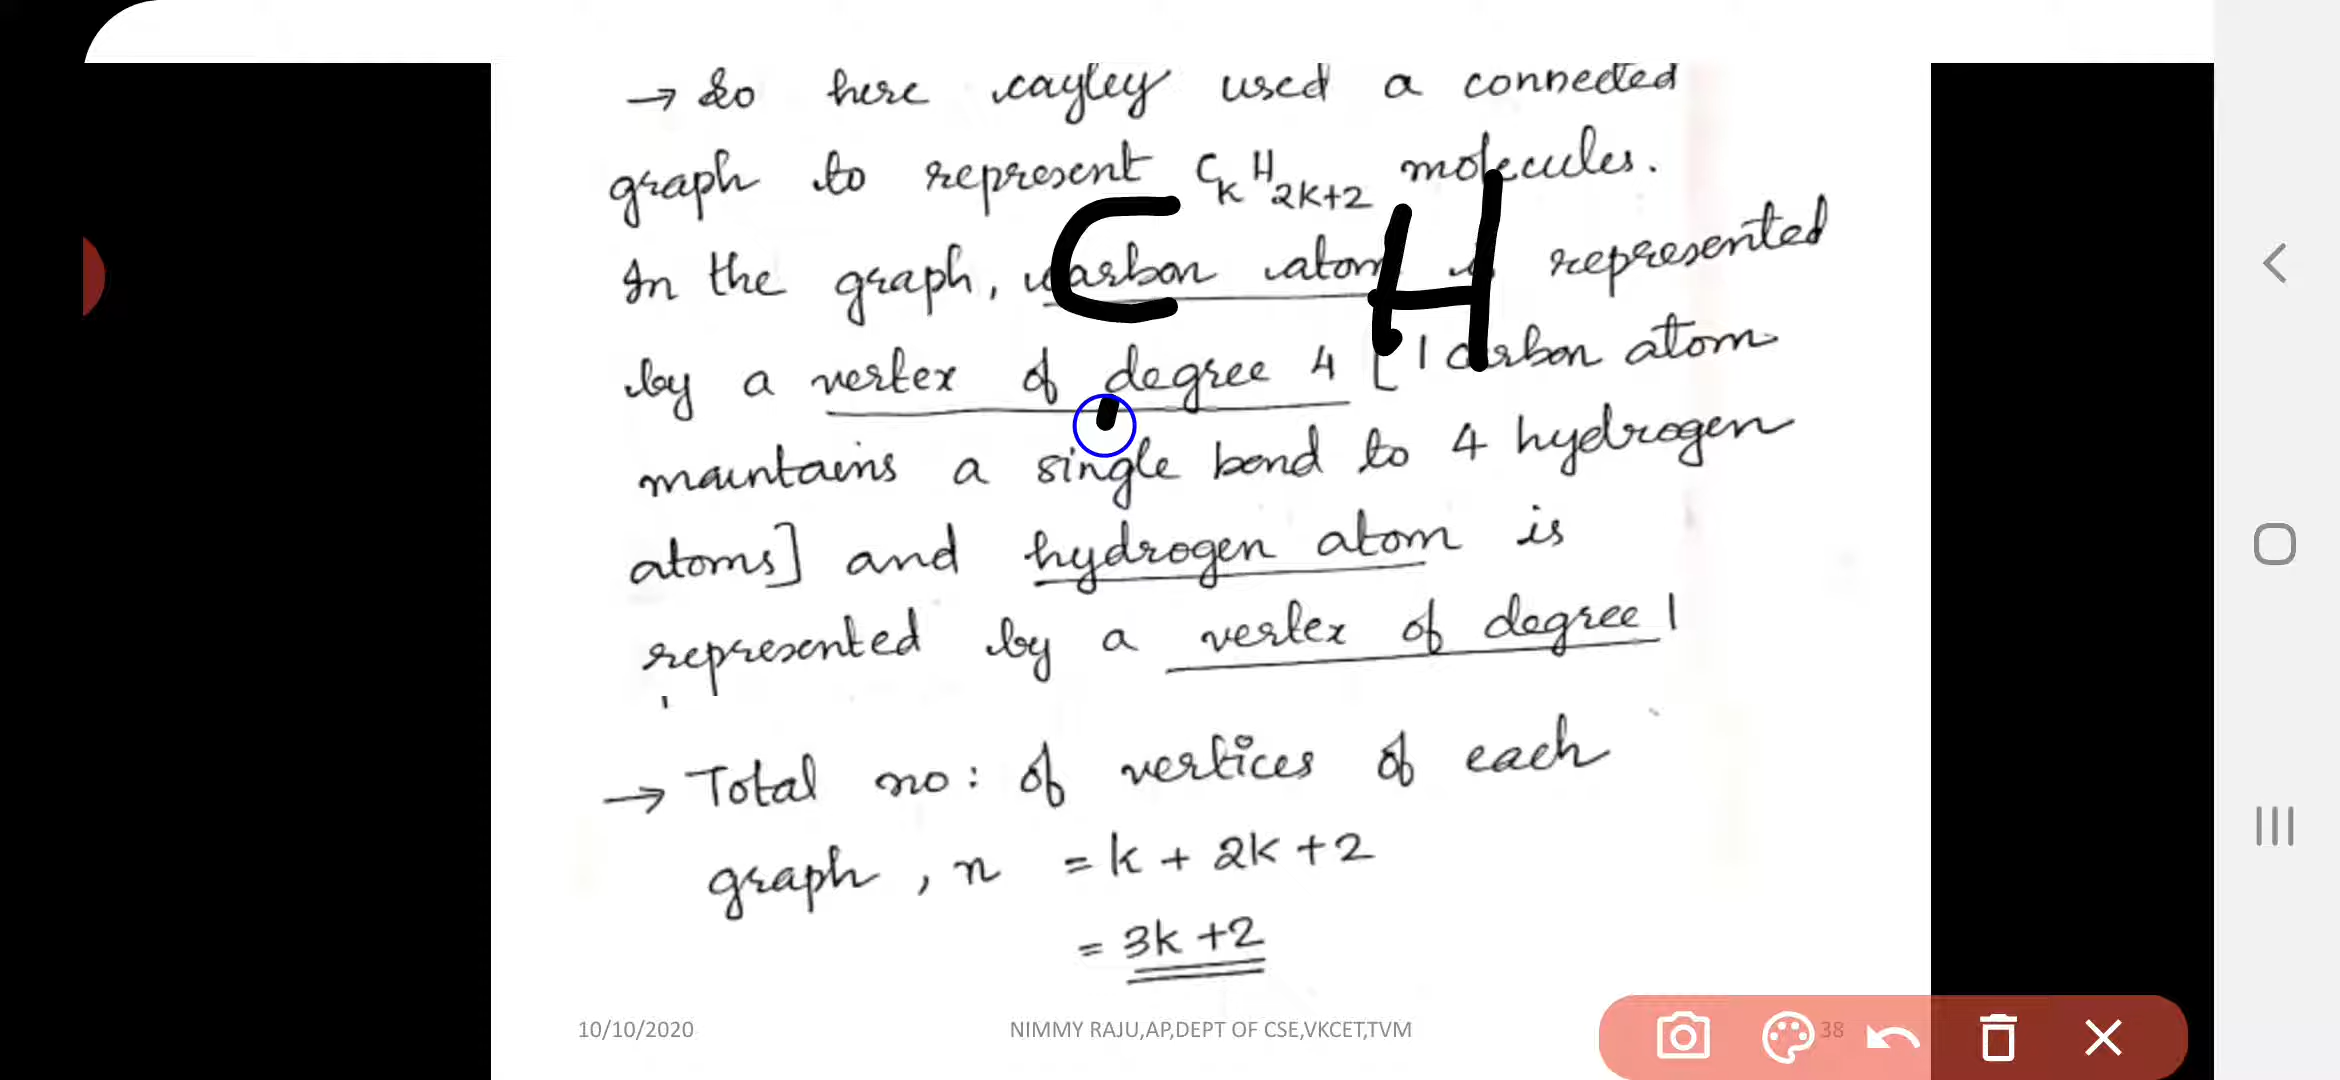 → So here cayley used a connected
graph to represent CₖH₂ₖ₊₂ molecules.
In the graph, carbon atom is represented
by a vertex of degree 4 [1 carbon atom
maintains a single bond to 4 hydrogen
atoms] and hydrogen atom is
represented by a vertex of degree 1
→ Total no: of vertices of each
graph, n = k + 2k + 2
= 3k + 2
C H
10/10/2020 NIMMY RAJU,AP,DEPT OF CSE,VKCET,TVM 38